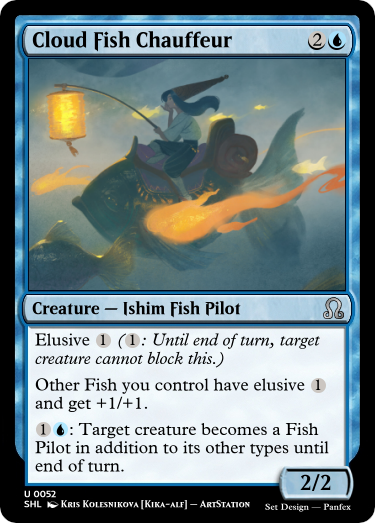 Cloud Fish Chauffeur 2
Creature — Ishim Fish Pilot
Elusive 1 (1: Until end of turn, target
creature cannot block this.)
Other Fish you control have elusive 1
and get +1/+1.
1: Target creature becomes a Fish
Pilot in addition to its other types until
end of turn.
2/2
U 0052
SHL Kris Kolesnikova [Kika-alf] — ArtStation
Set Design — Panfex